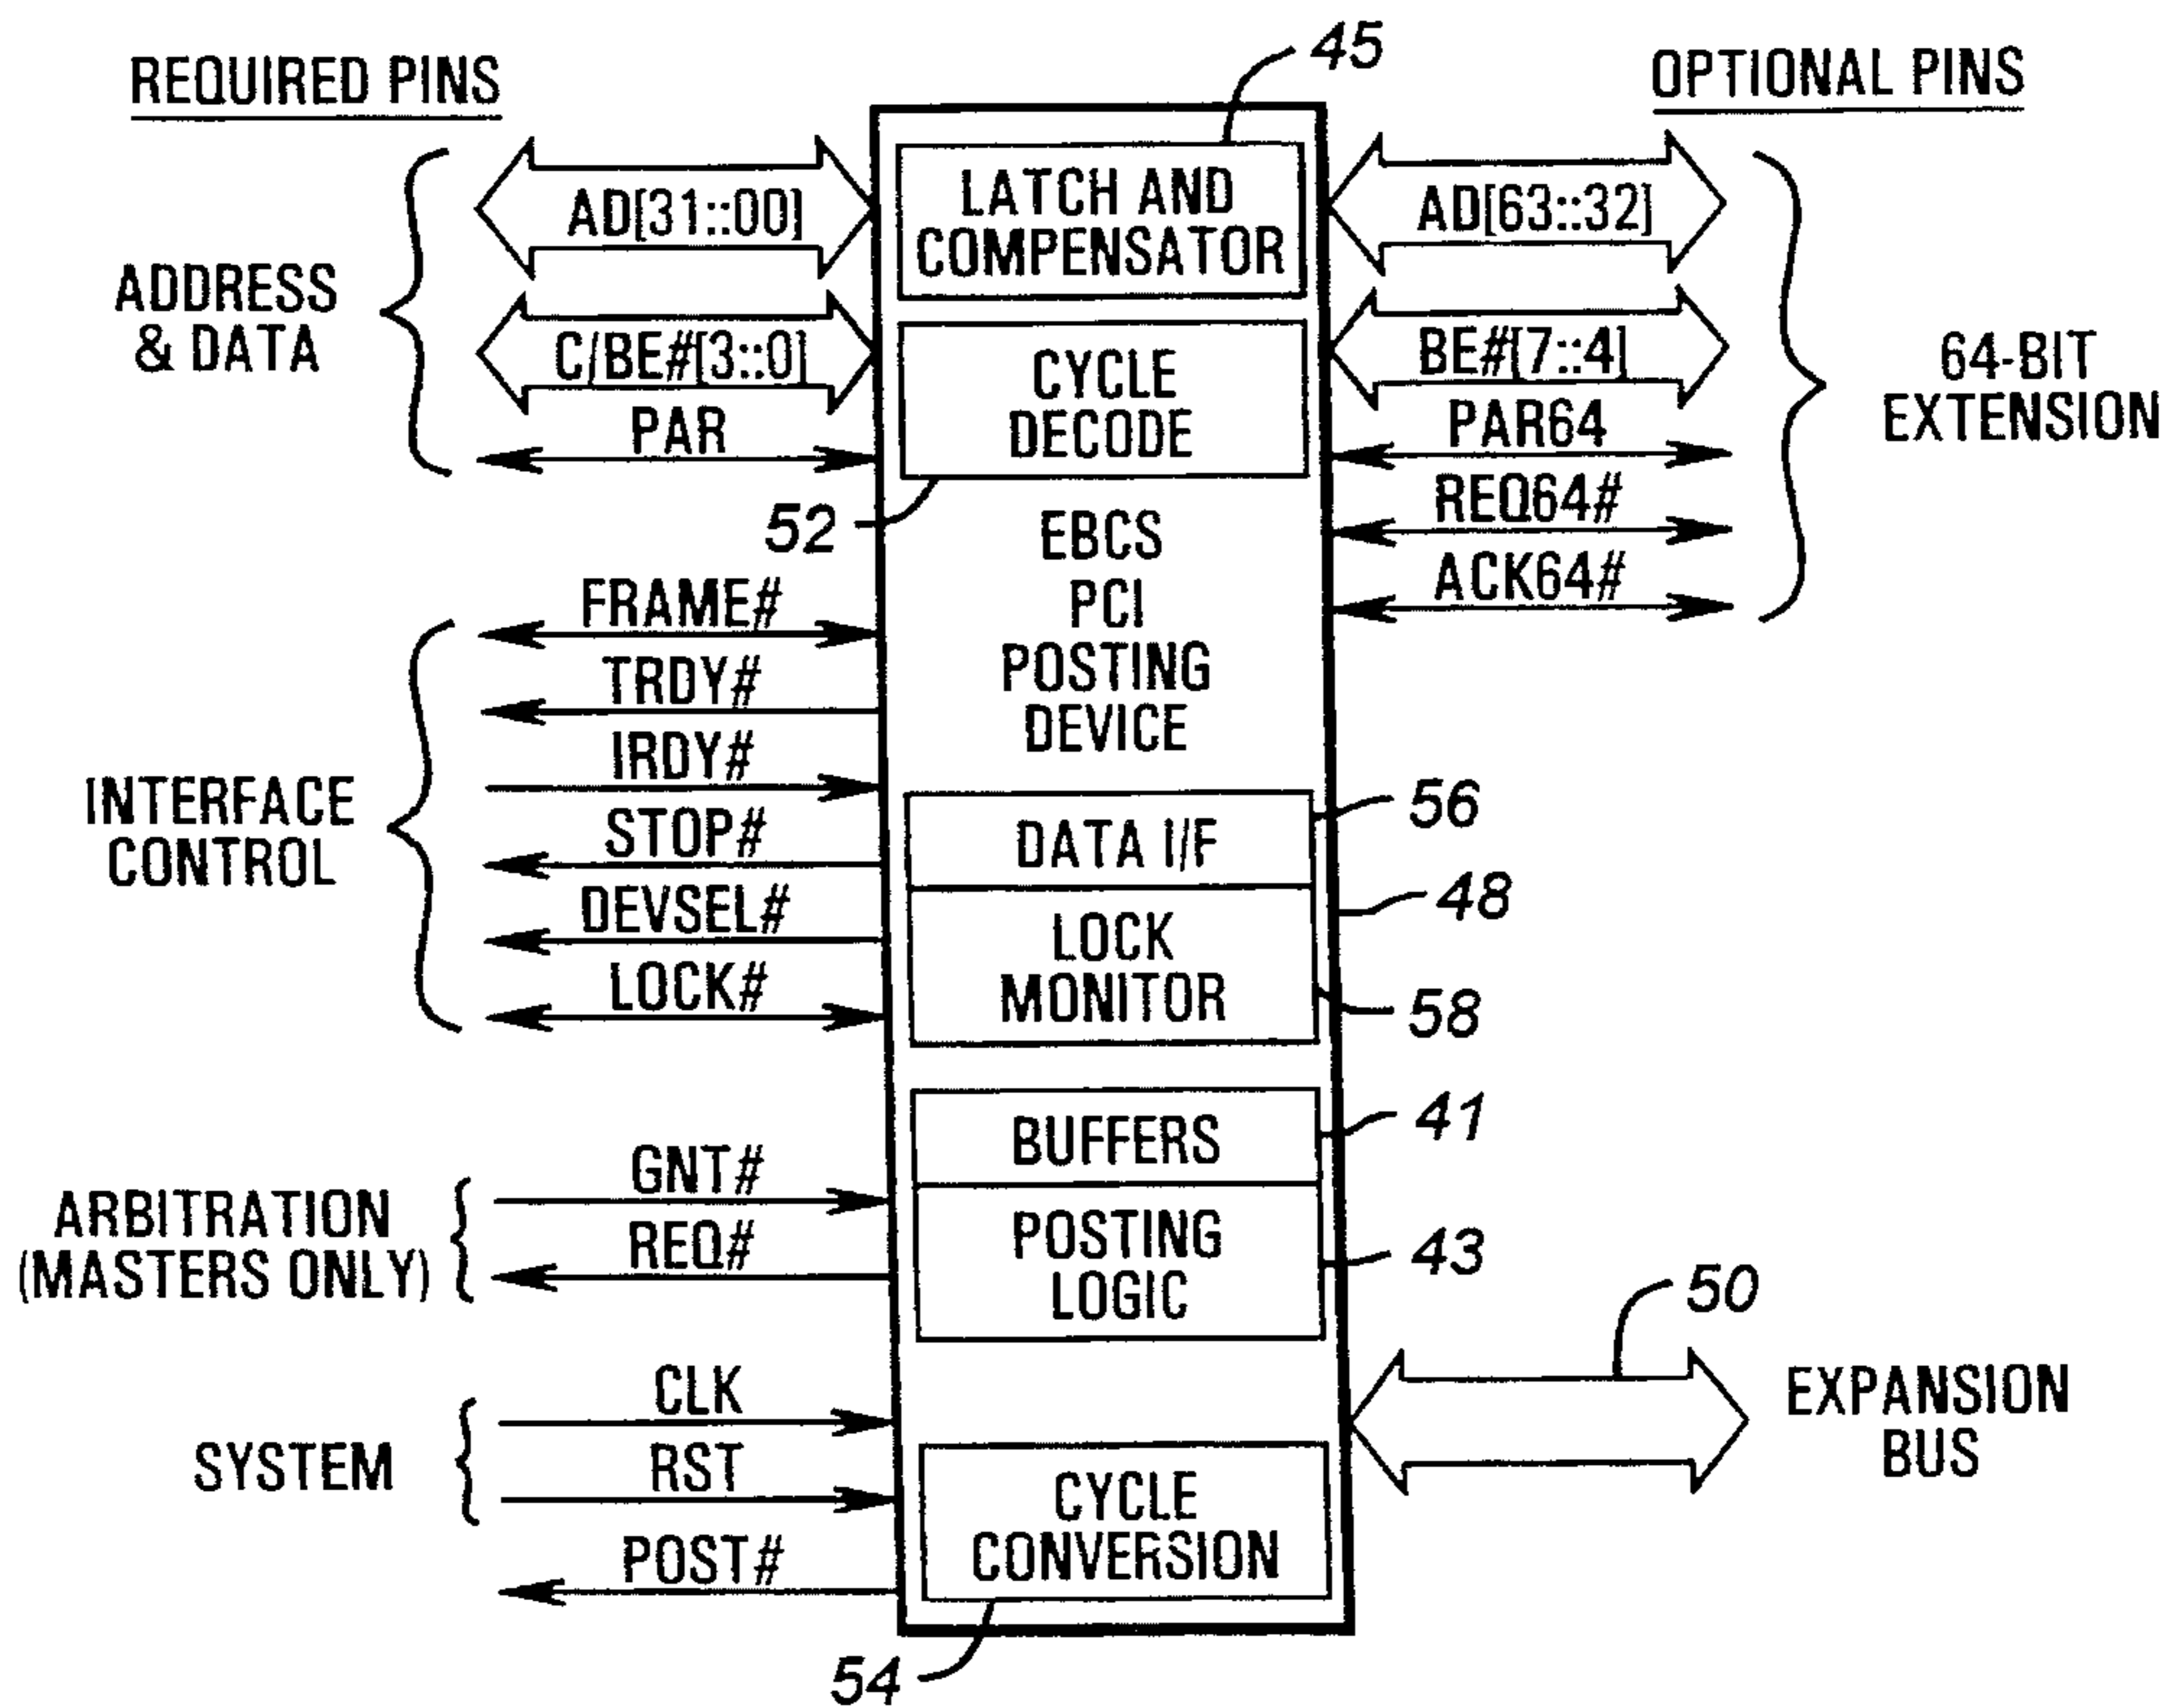 REQUIRED PINS
ADDRESS
& DATA
AD[31::00]
C/BE#[3::0]
PAR
INTERFACE
CONTROL
FRAME#
TRDY#
IRDY#
STOP#
DEVSEL#
LOCK#
ARBITRATION
(MASTERS ONLY)
GNT#
REQ#
SYSTEM
CLK
RST
POST#
45
LATCH AND
COMPENSATOR
CYCLE
DECODE
52
EBCS
PCI
POSTING
DEVICE
DATA I/F
56
48
LOCK
MONITOR
58
BUFFERS
41
POSTING
LOGIC
43
CYCLE
CONVERSION
54
OPTIONAL PINS
AD[63::32]
BE#[7::4]
PAR64
REQ64#
ACK64#
64-BIT
EXTENSION
50
EXPANSION
BUS